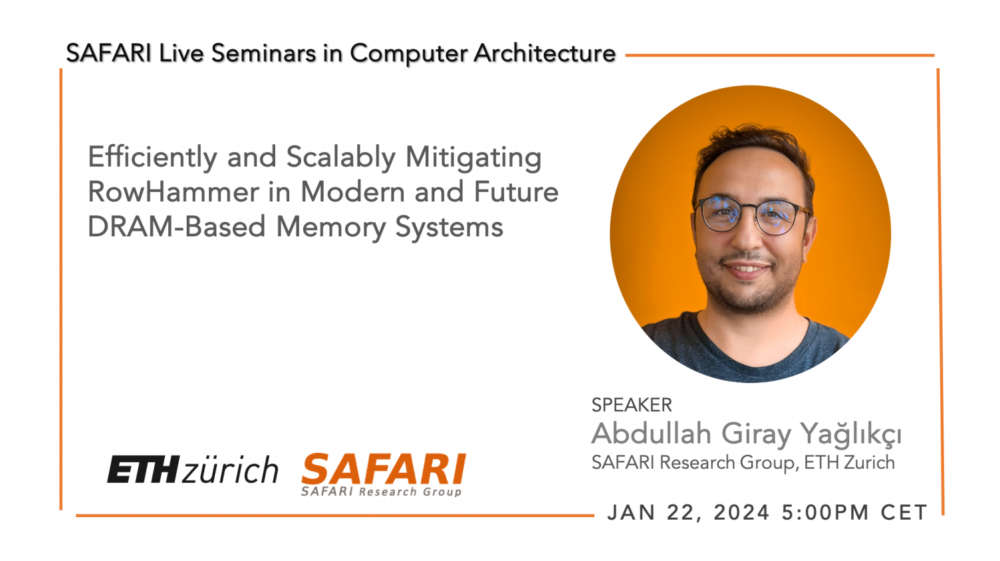 SAFARI Live Seminars in Computer Architecture
Efficiently and Scalably Mitigating
RowHammer in Modern and Future
DRAM-Based Memory Systems
SPEAKER
Abdullah Giray Yağlıkçı
SAFARI Research Group, ETH Zurich
ETH zürich
SAFARI
SAFARI Research Group
JAN 22, 2024 5:00PM CET